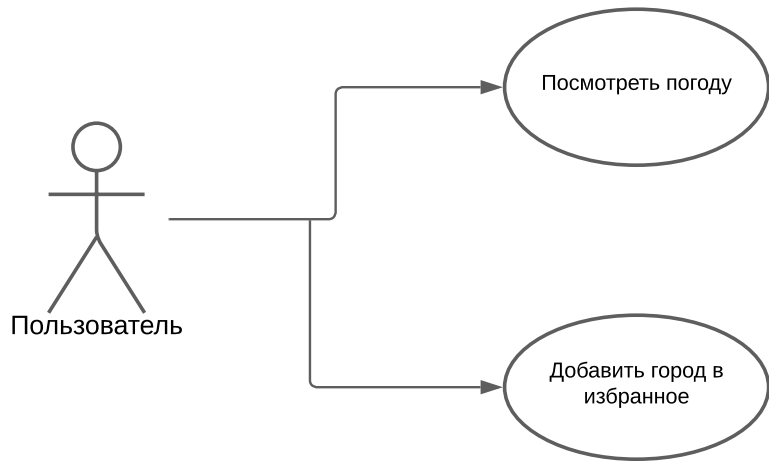 Посмотреть погоду
Пользователь
Добавить город в
избранное